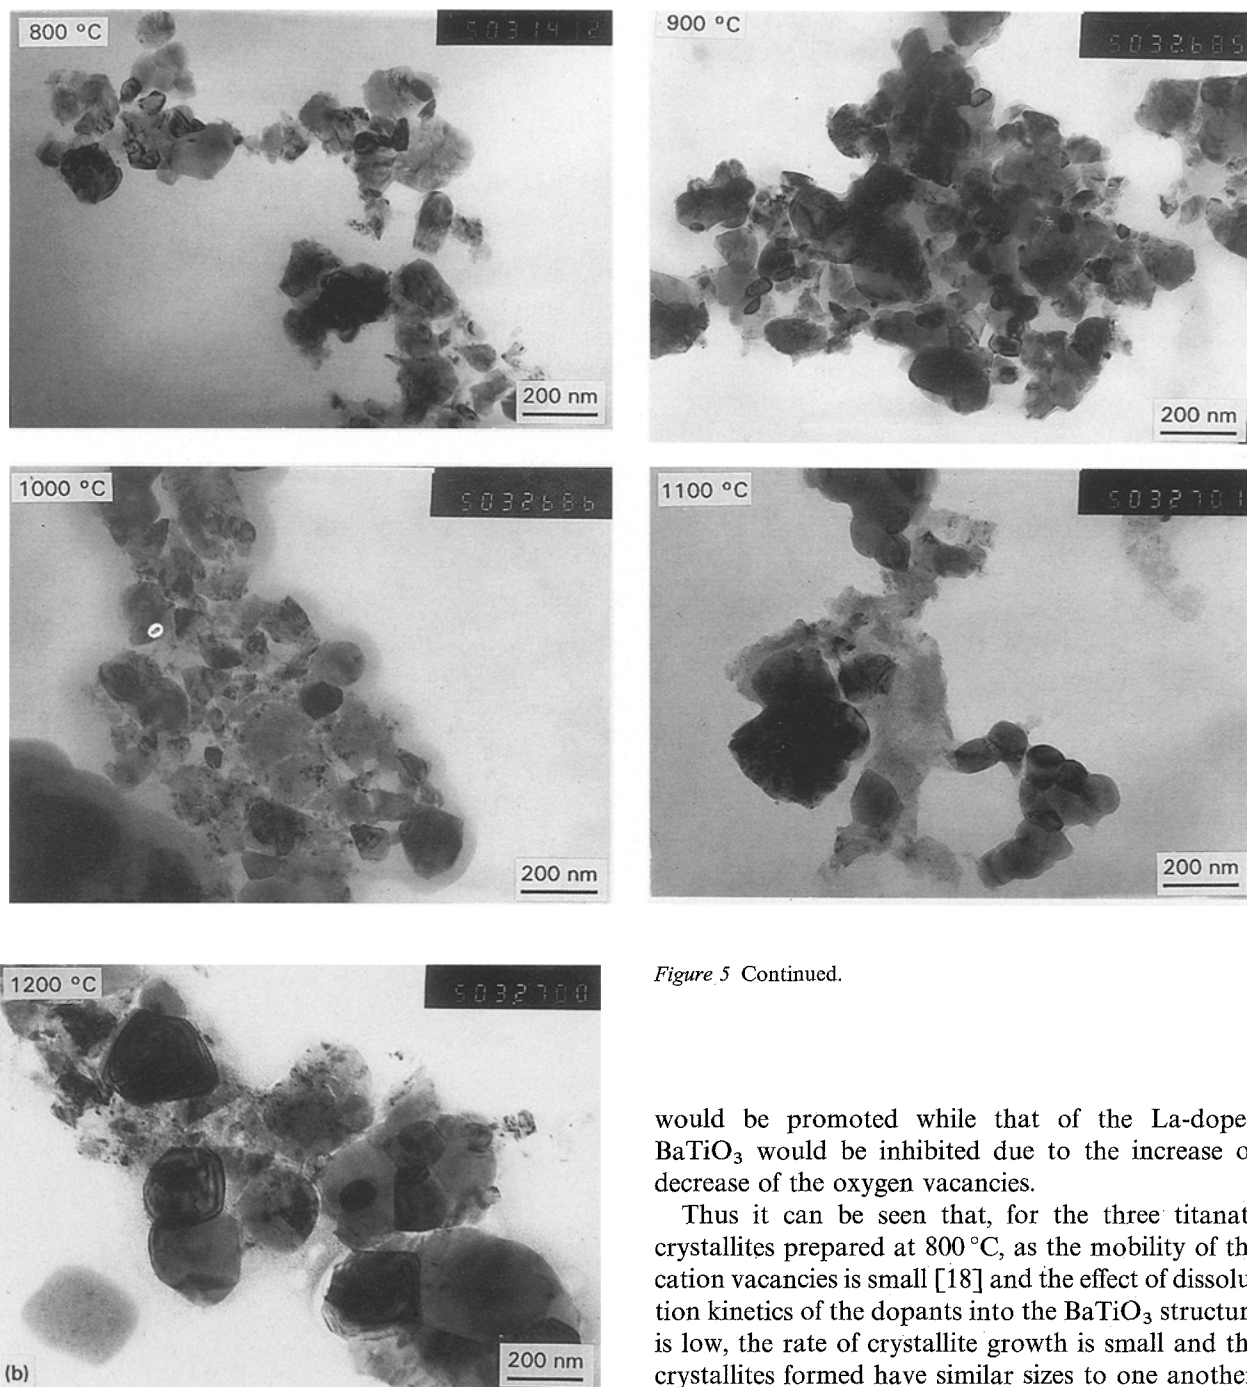 800 °C
5031412
200 nm
900 °C
5032685
200 nm
1000 °C
5032686
200 nm
1100 °C
5032701
200 nm
1200 °C
5032700
200 nm
(b)
Figure 5 Continued.
would be promoted while that of the La-dope
BaTiO₃ would be inhibited due to the increase o
decrease of the oxygen vacancies.
Thus it can be seen that, for the three titanat
crystallites prepared at 800 °C, as the mobility of th
cation vacancies is small [18] and the effect of dissolu
tion kinetics of the dopants into the BaTiO₃ structur
is low, the rate of crystallite growth is small and th
crystallites formed have similar sizes to one anothe